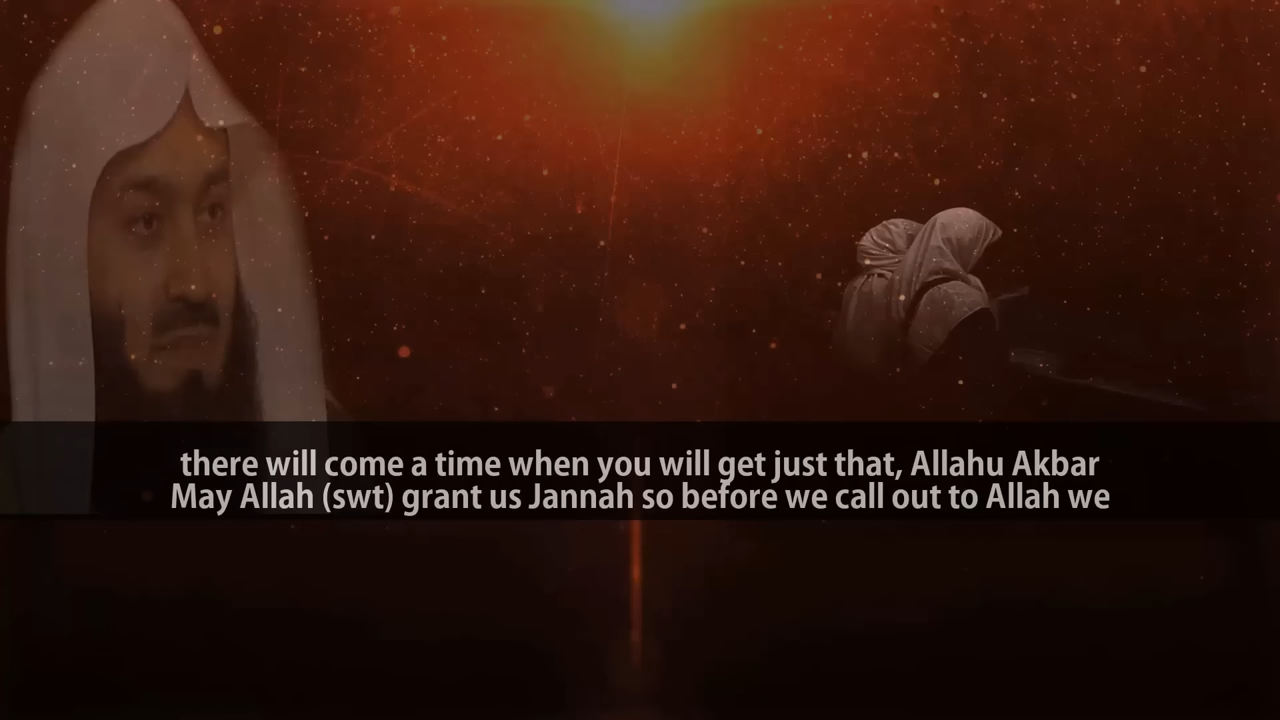 there will come a time when you will get just that, Allahu Akbar
May Allah (swt) grant us Jannah so before we call out to Allah we